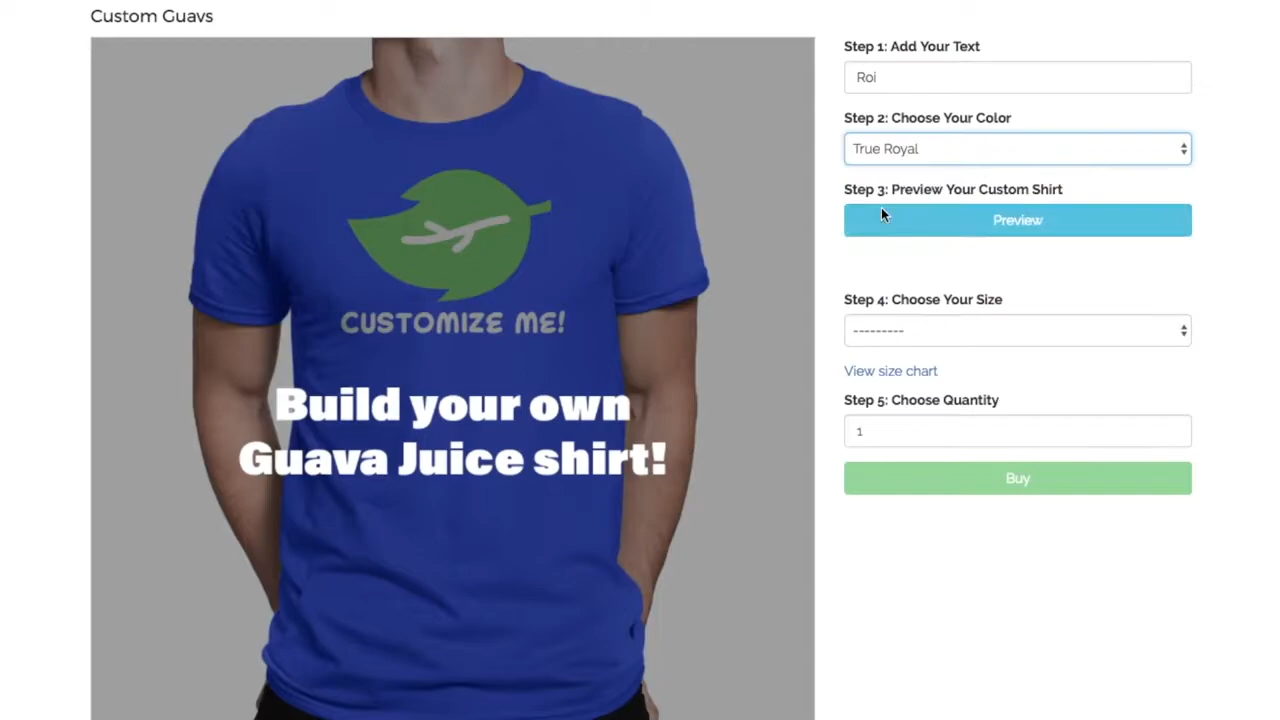 Custom Guavs
CUSTOMIZE ME!
Build your own
Guava Juice shirt!
Step 1: Add Your Text
Roi
Step 2: Choose Your Color
True Royal
Step 3: Preview Your Custom Shirt
Preview
Step 4: Choose Your Size
---------
View size chart
Step 5: Choose Quantity
1
Buy